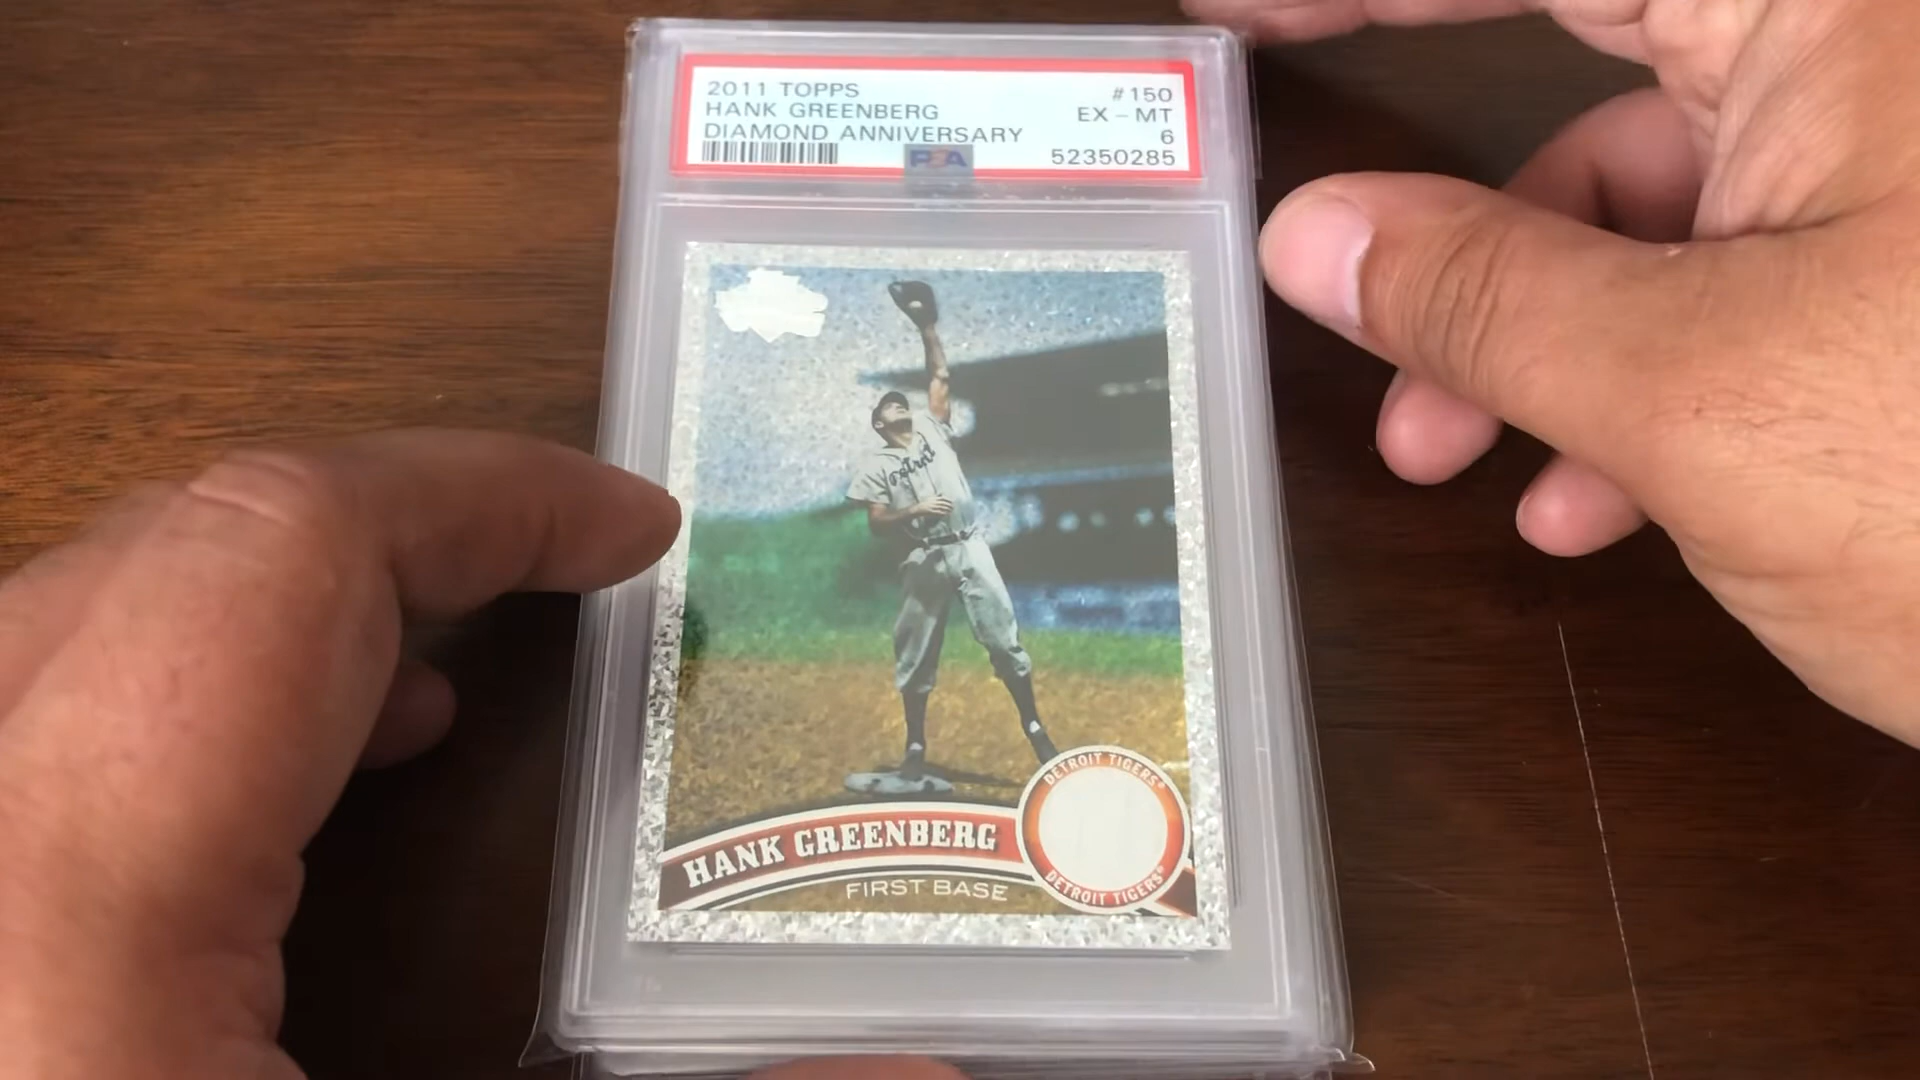 2011 TOPPS #150
HANK GREENBERG EX - MT
DIAMOND ANNIVERSARY 6
PSA 52350285
Detroit
DETROIT TIGERS®
HANK GREENBERG
FIRST BASE
DETROIT TIGERS®